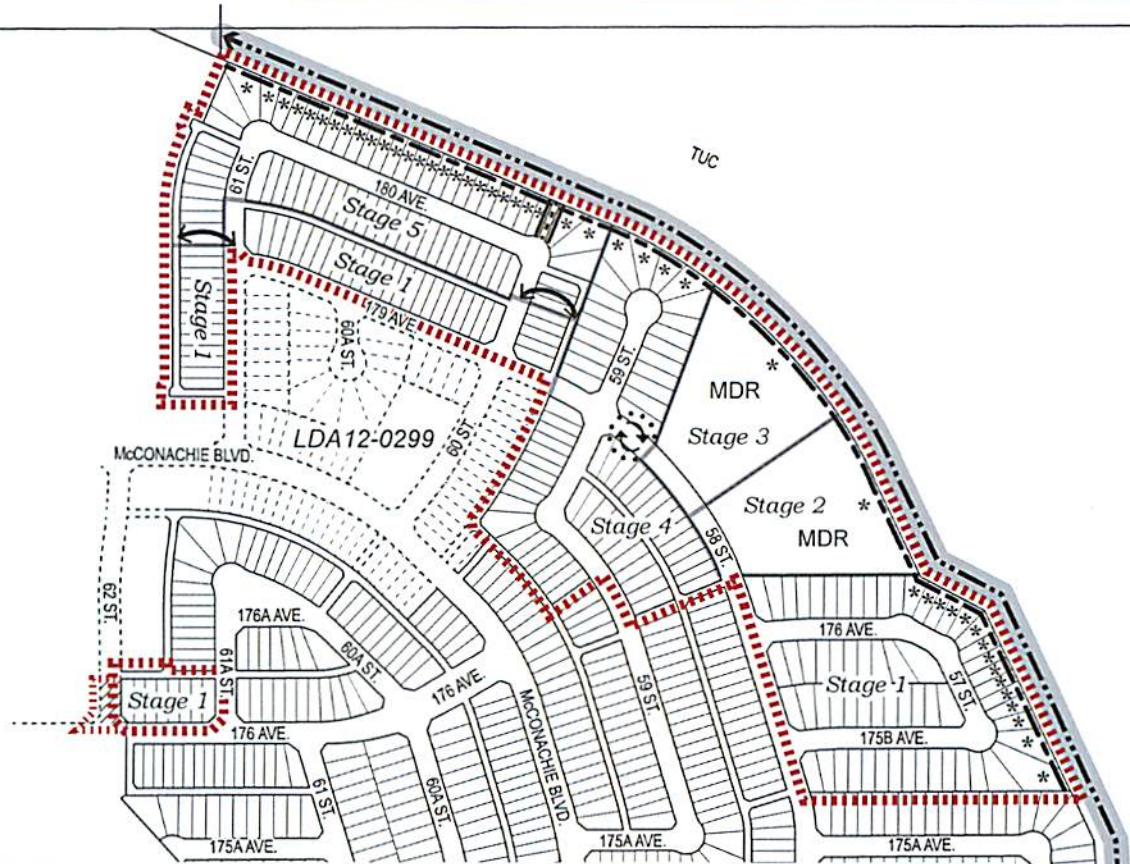 TUC
61 ST.
180 AVE.
Stage 5
Stage 1
Stage 1
179 AVE.
60A ST.
59 ST.
MDR
Stage 3
60 ST.
LDA12-0299
McCONACHIE BLVD.
Stage 2
MDR
Stage 4
58 ST.
62 ST.
176A AVE.
60A ST.
61A ST.
176 AVE.
57 ST.
Stage 1
Stage 1
176 AVE.
59 ST.
McCONACHIE BLVD.
176 AVE.
175B AVE.
61 ST.
60A ST.
175A AVE.
175A AVE.
175A AVE.